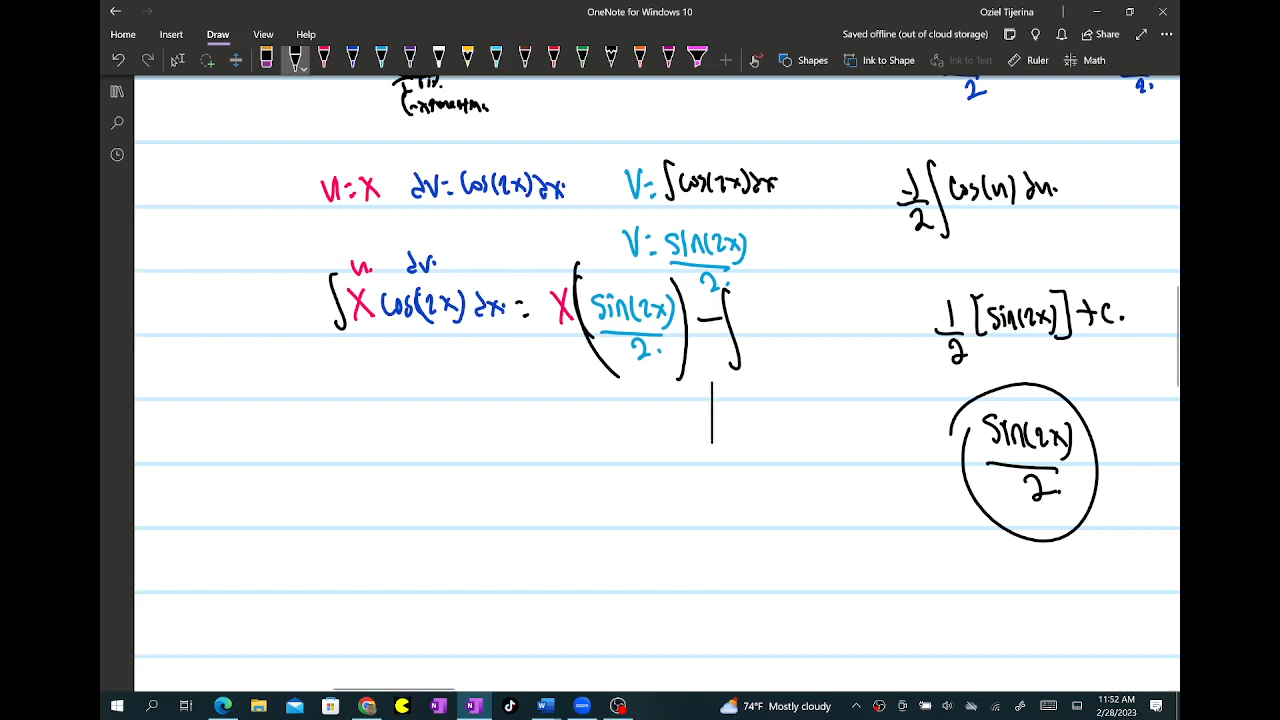 OneNote for Windows 10
Oziel Tijerina
Home Insert Draw View Help
Saved offline (out of cloud storage)
Share
Shapes
Ink to Shape
Ink to Text
Ruler
Math
2
2.
u=x dv=cos(2x)dx.
v=∫cos(2x)dx.
1/2 ∫cos(u) du.
v=sin(2x)/2.
u. dv.
∫x cos(2x) dx. = x(sin(2x)/2.) - ∫
1/2 [sin(2x)]+c.
sin(2x)/2.
74°F Mostly cloudy
11:52 AM
2/28/2023